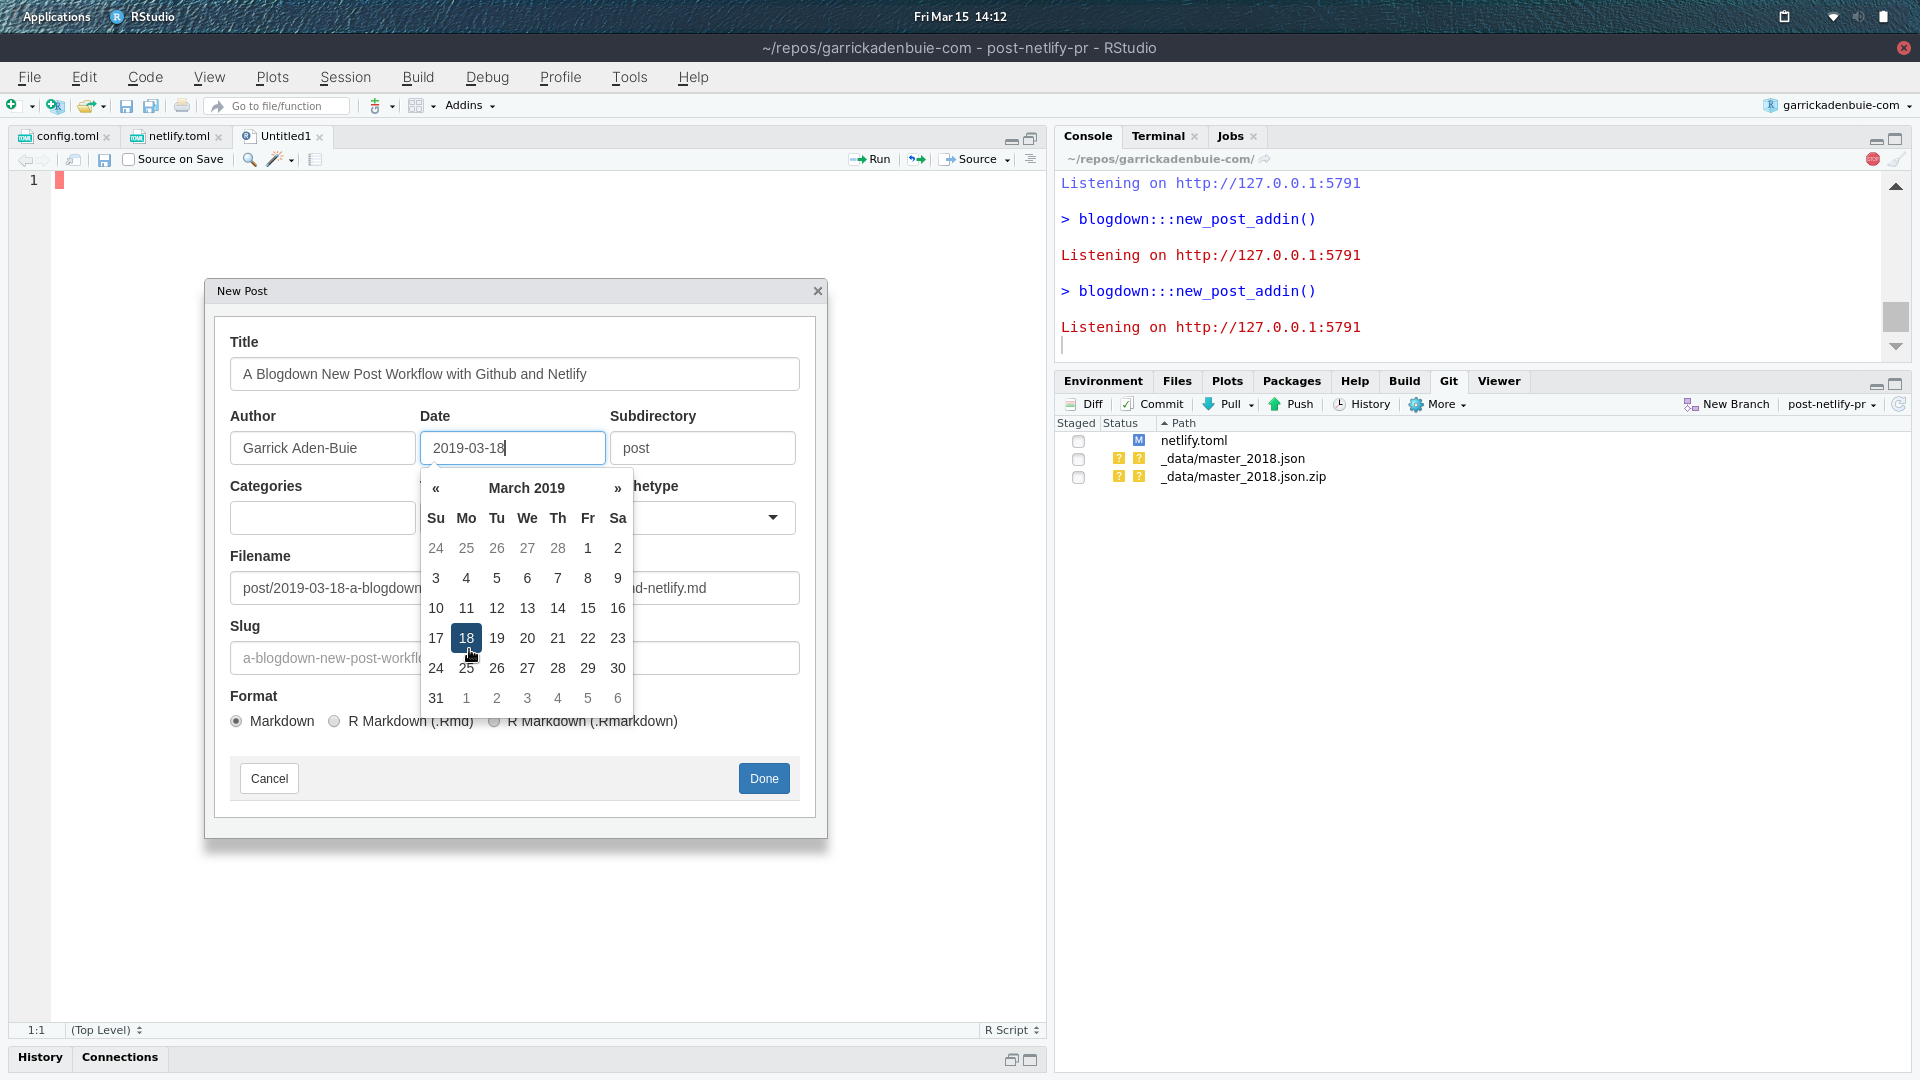 Applications RStudio Fri Mar 15 14:12
~/repos/garrickadenbuie-com - post-netlify-pr - RStudio
File Edit Code View Plots Session Build Debug Profile Tools Help
Go to file/function Addins garrickadenbuie-com
config.toml netlify.toml Untitled1
Source on Save Run Source
1
New Post
Title
A Blogdown New Post Workflow with Github and Netlify
Author Date Subdirectory
Garrick Aden-Buie 2019-03-18 post
Categories hetype
« March 2019 »
Su Mo Tu We Th Fr Sa
24 25 26 27 28 1 2
3 4 5 6 7 8 9
10 11 12 13 14 15 16
17 18 19 20 21 22 23
24 25 26 27 28 29 30
31 1 2 3 4 5 6
Filename
post/2019-03-18-a-blogdown d-netlify.md
Slug
a-blogdown-new-post-workfl
Format
Markdown R Markdown (.Rmd) R Markdown (.Rmarkdown)
Cancel Done
1:1 (Top Level) R Script
History Connections
Console Terminal Jobs
~/repos/garrickadenbuie-com/
Listening on http://127.0.0.1:5791
> blogdown:::new_post_addin()
Listening on http://127.0.0.1:5791
> blogdown:::new_post_addin()
Listening on http://127.0.0.1:5791
Environment Files Plots Packages Help Build Git Viewer
Diff Commit Pull Push History More New Branch post-netlify-pr
Staged Status Path
M netlify.toml
? ? _data/master_2018.json
? ? _data/master_2018.json.zip